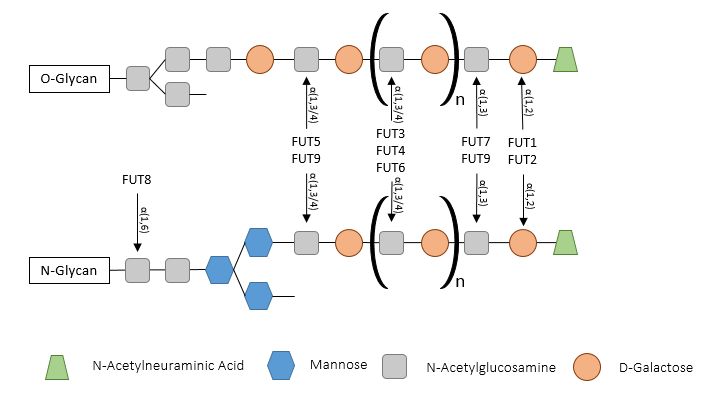 O-Glycan
n
α(1,3/4)
α(1,3/4)
α(1,3)
α(1,2)
FUT5
FUT9
FUT3
FUT4
FUT6
FUT7
FUT9
FUT1
FUT2
FUT8
α(1,6)
α(1,3/4)
α(1,3/4)
α(1,3)
α(1,2)
N-Glycan
n
N-Acetylneuraminic Acid
Mannose
N-Acetylglucosamine
D-Galactose